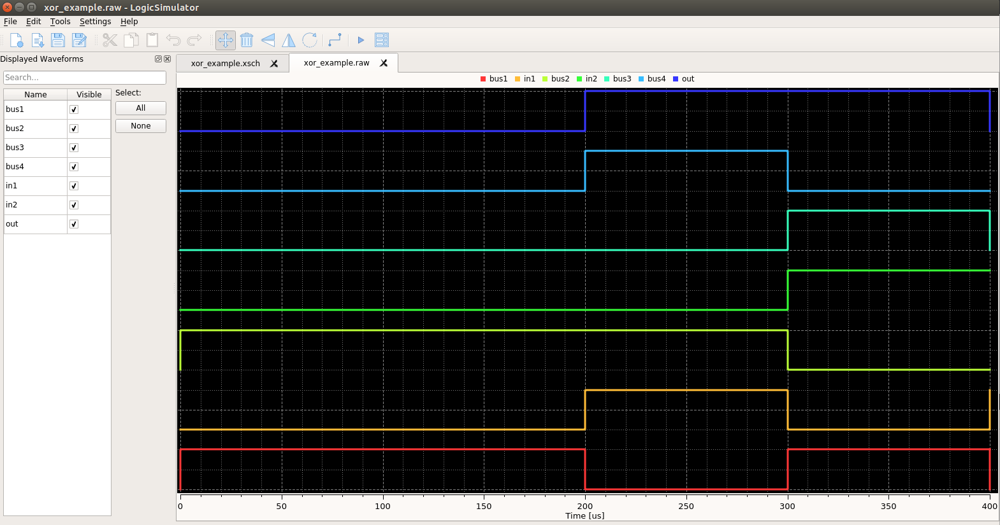 xor_example.raw - LogicSimulator
File Edit Tools Settings Help
Displayed Waveforms
Search...
Name Visible
bus1
bus2
bus3
bus4
in1
in2
out
Select:
All
None
xor_example.xsch
xor_example.raw
bus1 in1 bus2 in2 bus3 bus4 out
0 50 100 150 200 250 300 350 400
Time [us]